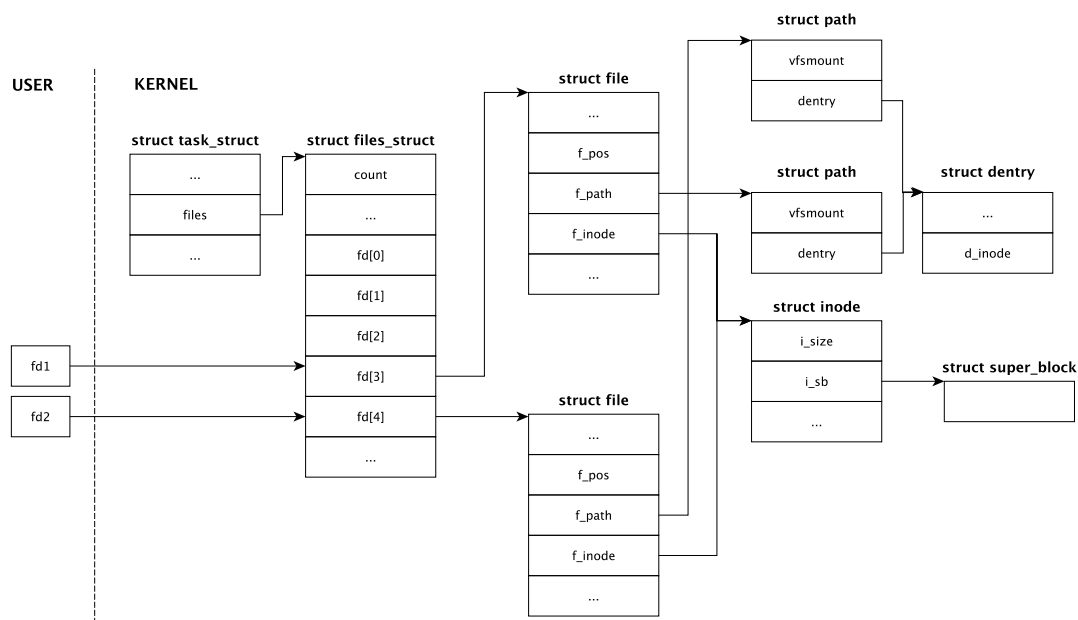 USER
KERNEL
fd1
fd2
struct task_struct
...
files
...
struct files_struct
count
...
fd[0]
fd[1]
fd[2]
fd[3]
fd[4]
...
struct file
...
f_pos
f_path
f_inode
...
struct file
...
f_pos
f_path
f_inode
...
struct path
vfsmount
dentry
struct path
vfsmount
dentry
struct dentry
...
d_inode
struct inode
i_size
i_sb
...
struct super_block